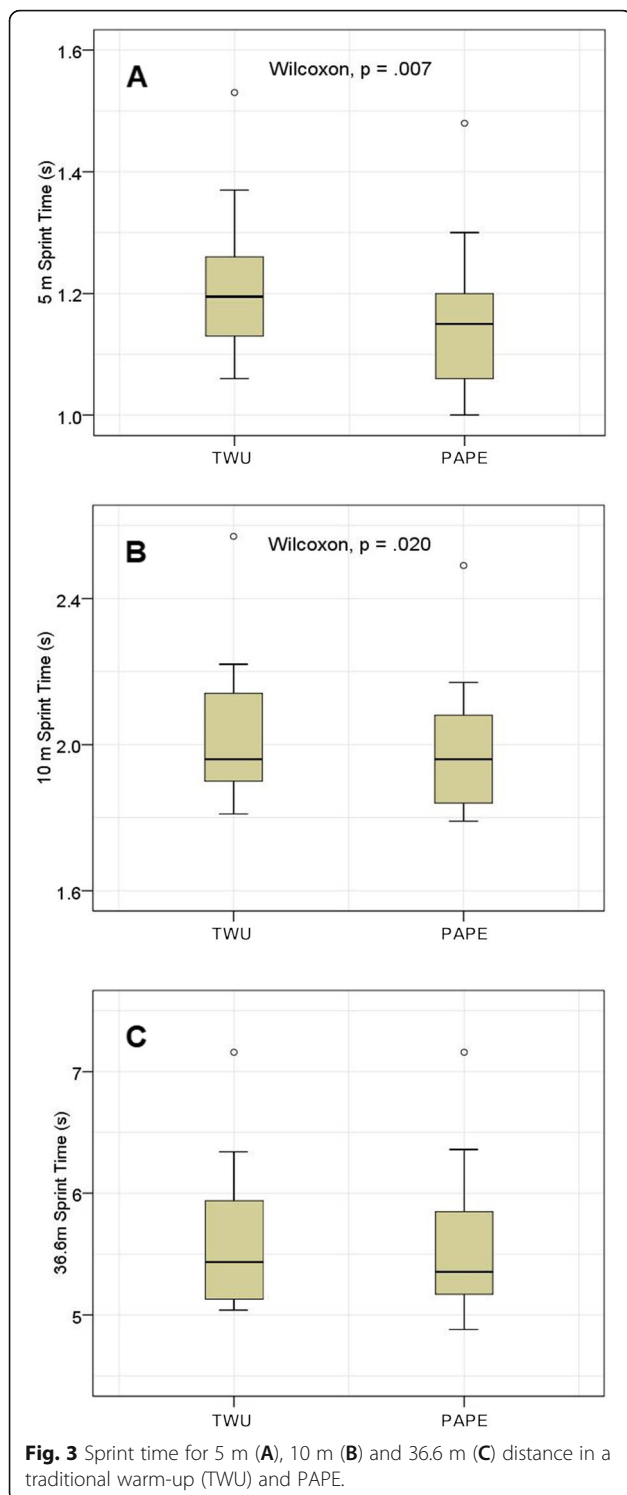 A
Wilcoxon, p = .007
5 m Sprint Time (s)
1.6
1.4
1.2
1.0
TWU PAPE
B
Wilcoxon, p = .020
10 m Sprint Time (s)
2.4
2.0
1.6
TWU PAPE
C
36.6m Sprint Time (s)
7
6
5
TWU PAPE
Fig. 3 Sprint time for 5 m (A), 10 m (B) and 36.6 m (C) distance in a
traditional warm-up (TWU) and PAPE.